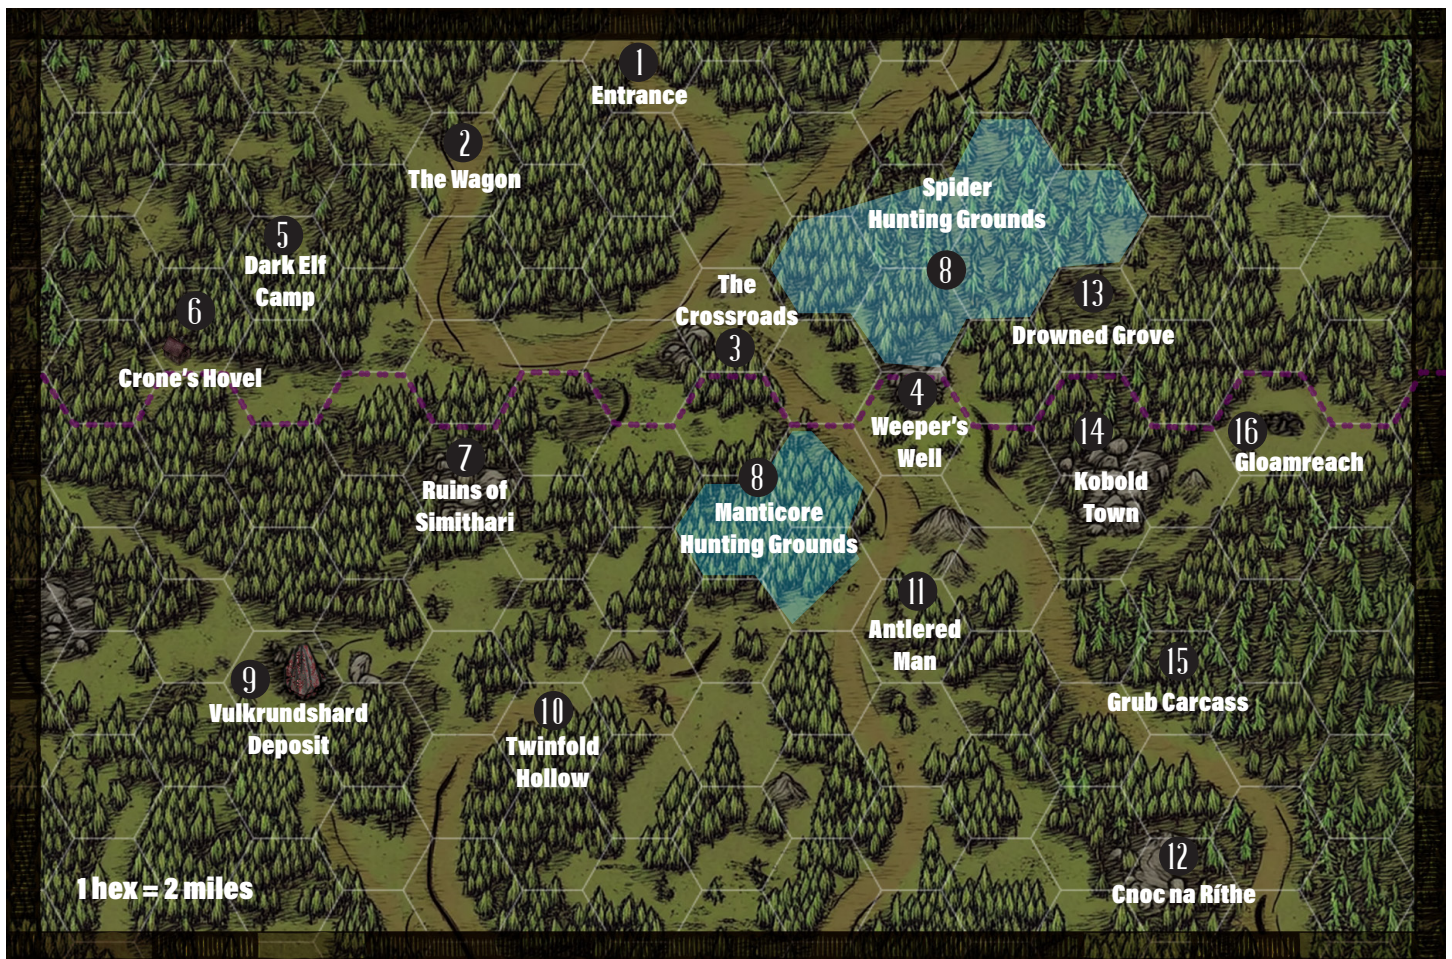 1
Entrance
2
The Wagon
Spider
Hunting Grounds
8
5
Dark Elf
Camp
The
Crossroads
3
13
Drowned Grove
6
Crone's Hovel
4
Weeper's
Well
14
Kobold
Town
16
Gloamreach
7
Ruins of
Simithari
8
Manticore
Hunting Grounds
11
Antlered
Man
15
Grub Carcass
9
Vulkrundshard
Deposit
10
Twinfold
Hollow
12
Cnoc na Ríthe
1 hex = 2 miles